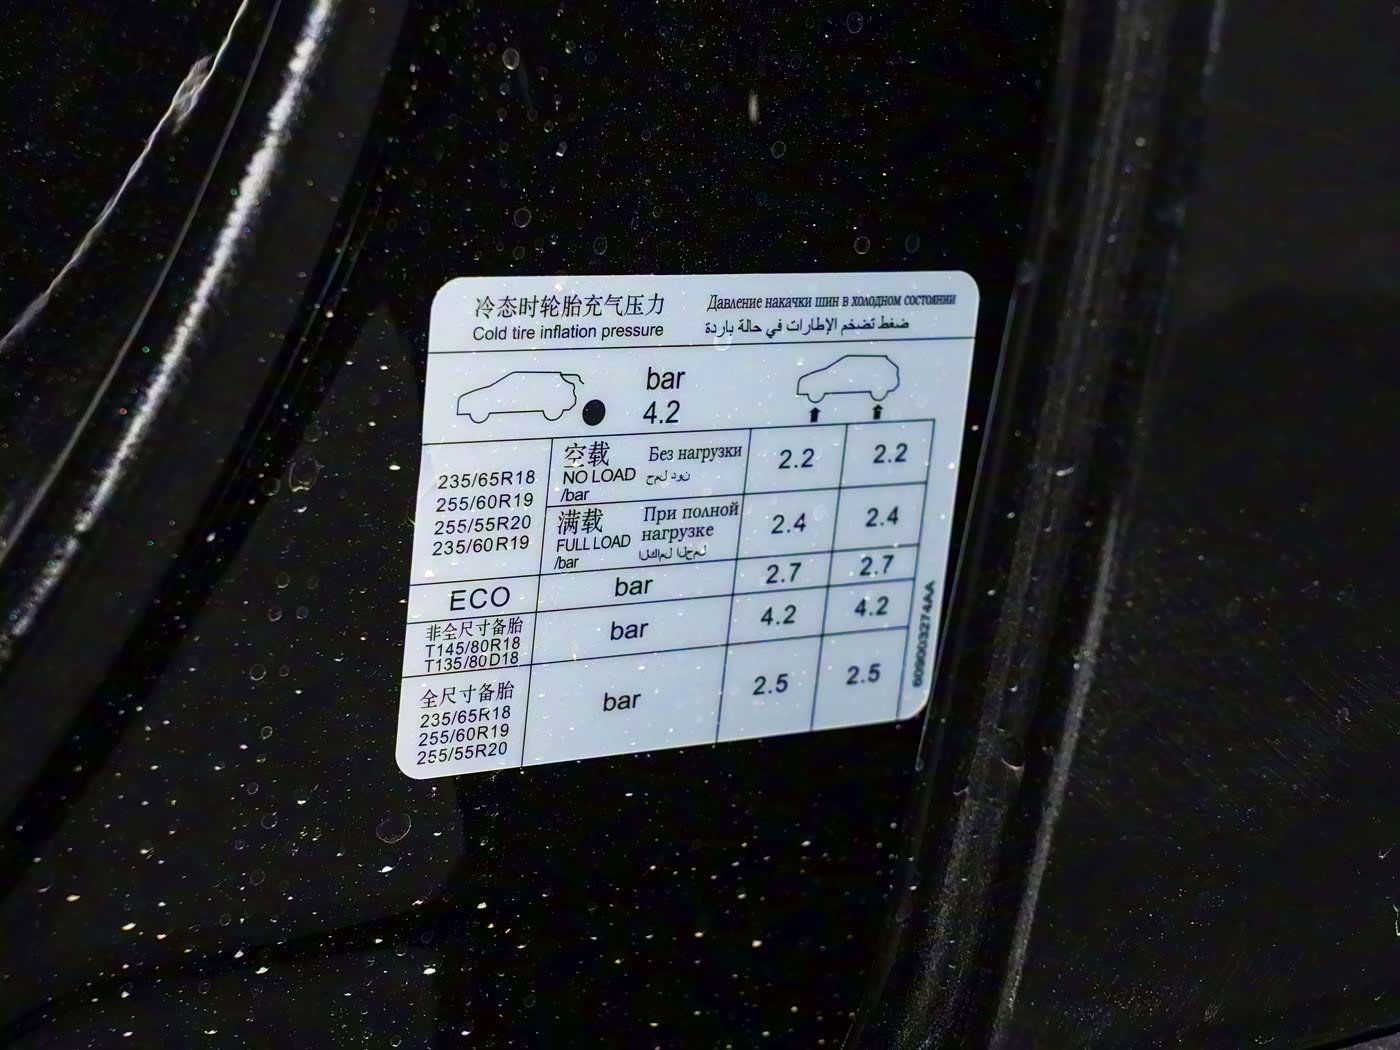 冷态时轮胎充气压力
Давление накачки шин в холодном состоянии
Cold tire inflation pressure
ضغط تضخم الإطارات في حالة باردة
bar
4.2
235/65R18
255/60R19
255/55R20
235/60R19
空载
Без нагрузки
NO LOAD
حمل دون
/bar
2.2
2.2
满载
При полной
нагрузке
FULL LOAD
الكامل الحمل
/bar
2.4
2.4
ECO
bar
2.7
2.7
非全尺寸备胎
T145/80R18
T135/80D18
bar
4.2
4.2
全尺寸备胎
235/65R18
255/60R19
255/55R20
bar
2.5
2.5
609003274AA